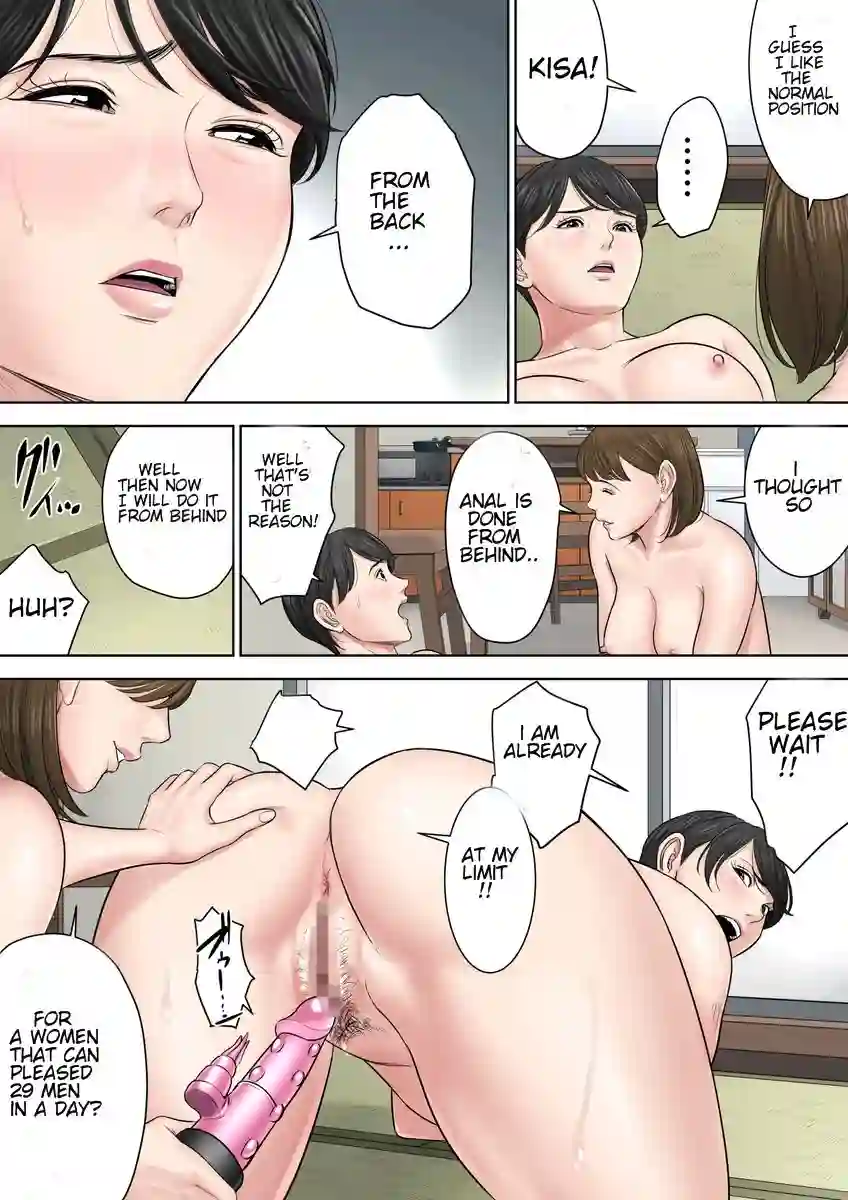 I
GUESS
I LIKE
THE
NORMAL
POSITION
KISA!
......
FROM
THE
BACK
...
I
THOUGHT
SO
ANAL IS
DONE
FROM
BEHIND..
WELL
THAT'S
NOT
THE
REASON!
WELL
THEN NOW
I WILL DO IT
FROM BEHIND
グイ...
HUH?
PLEASE
WAIT
!!
I AM
ALREADY
AT MY
LIMIT
!!
FOR
A WOMEN
THAT CAN
PLEASED
29 MEN
IN A DAY?